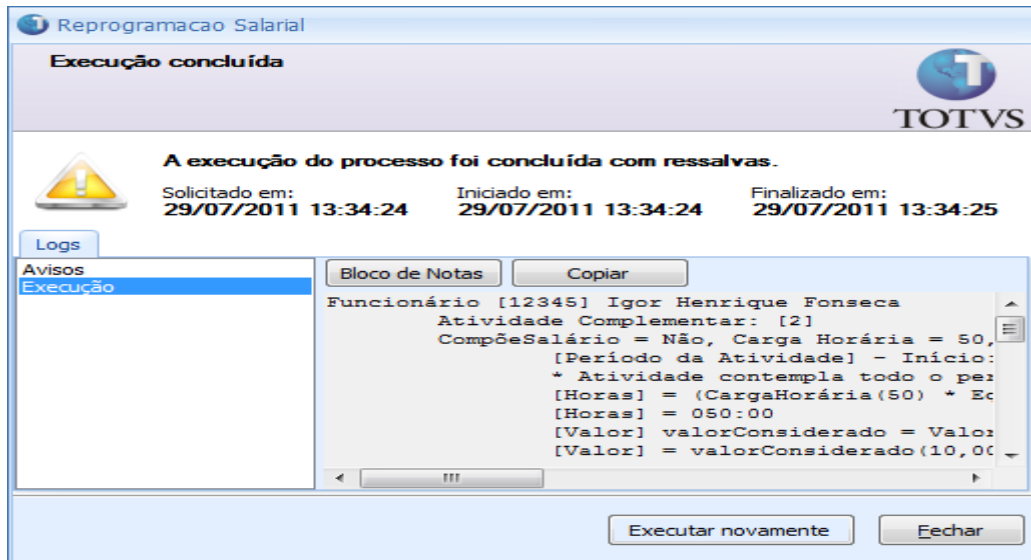 Reprogramacao Salarial
Execução concluída
TOTVS
A execução do processo foi concluída com ressalvas.
Solicitado em: Iniciado em: Finalizado em:
29/07/2011 13:34:24 29/07/2011 13:34:24 29/07/2011 13:34:25
Logs
Avisos
Execução
Bloco de Notas Copiar
Funcionário [12345] Igor Henrique Fonseca
Atividade Complementar: [2]
CompõeSalário = Não, Carga Horária = 50,
[Período da Atividade] - Início:
* Atividade contempla todo o
[Horas] = (CargaHorária(50) *
[Horas] = 050:00
[Valor] valorConsiderado =
[Valor] = valorConsiderado(10,00
Executar novamente Fechar